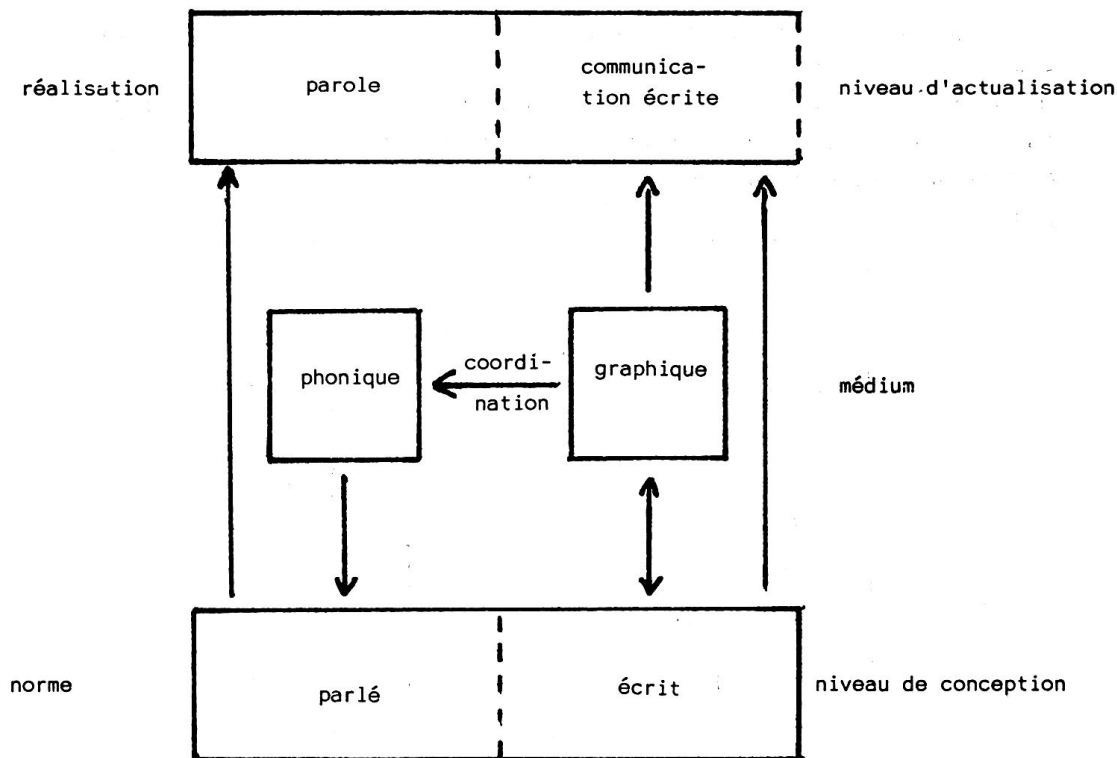 réalisation
parole
communica-
tion écrite
niveau d'actualisation
phonique
coordi-
nation
graphique
médium
norme
parlé
écrit
niveau de conception